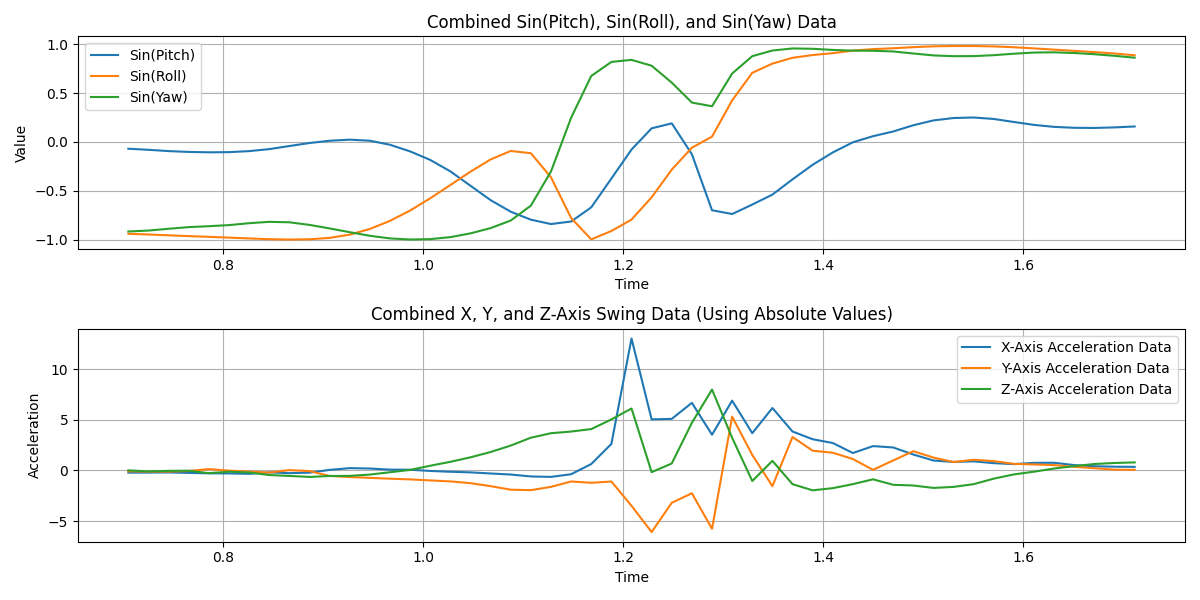 Combined Sin(Pitch), Sin(Roll), and Sin(Yaw) Data
Value
1.0
0.5
0.0
−0.5
−1.0
Sin(Pitch)
Sin(Roll)
Sin(Yaw)
0.8 1.0 1.2 1.4 1.6
Time
Combined X, Y, and Z-Axis Swing Data (Using Absolute Values)
Acceleration
10
5
0
−5
X-Axis Acceleration Data
Y-Axis Acceleration Data
Z-Axis Acceleration Data
0.8 1.0 1.2 1.4 1.6
Time